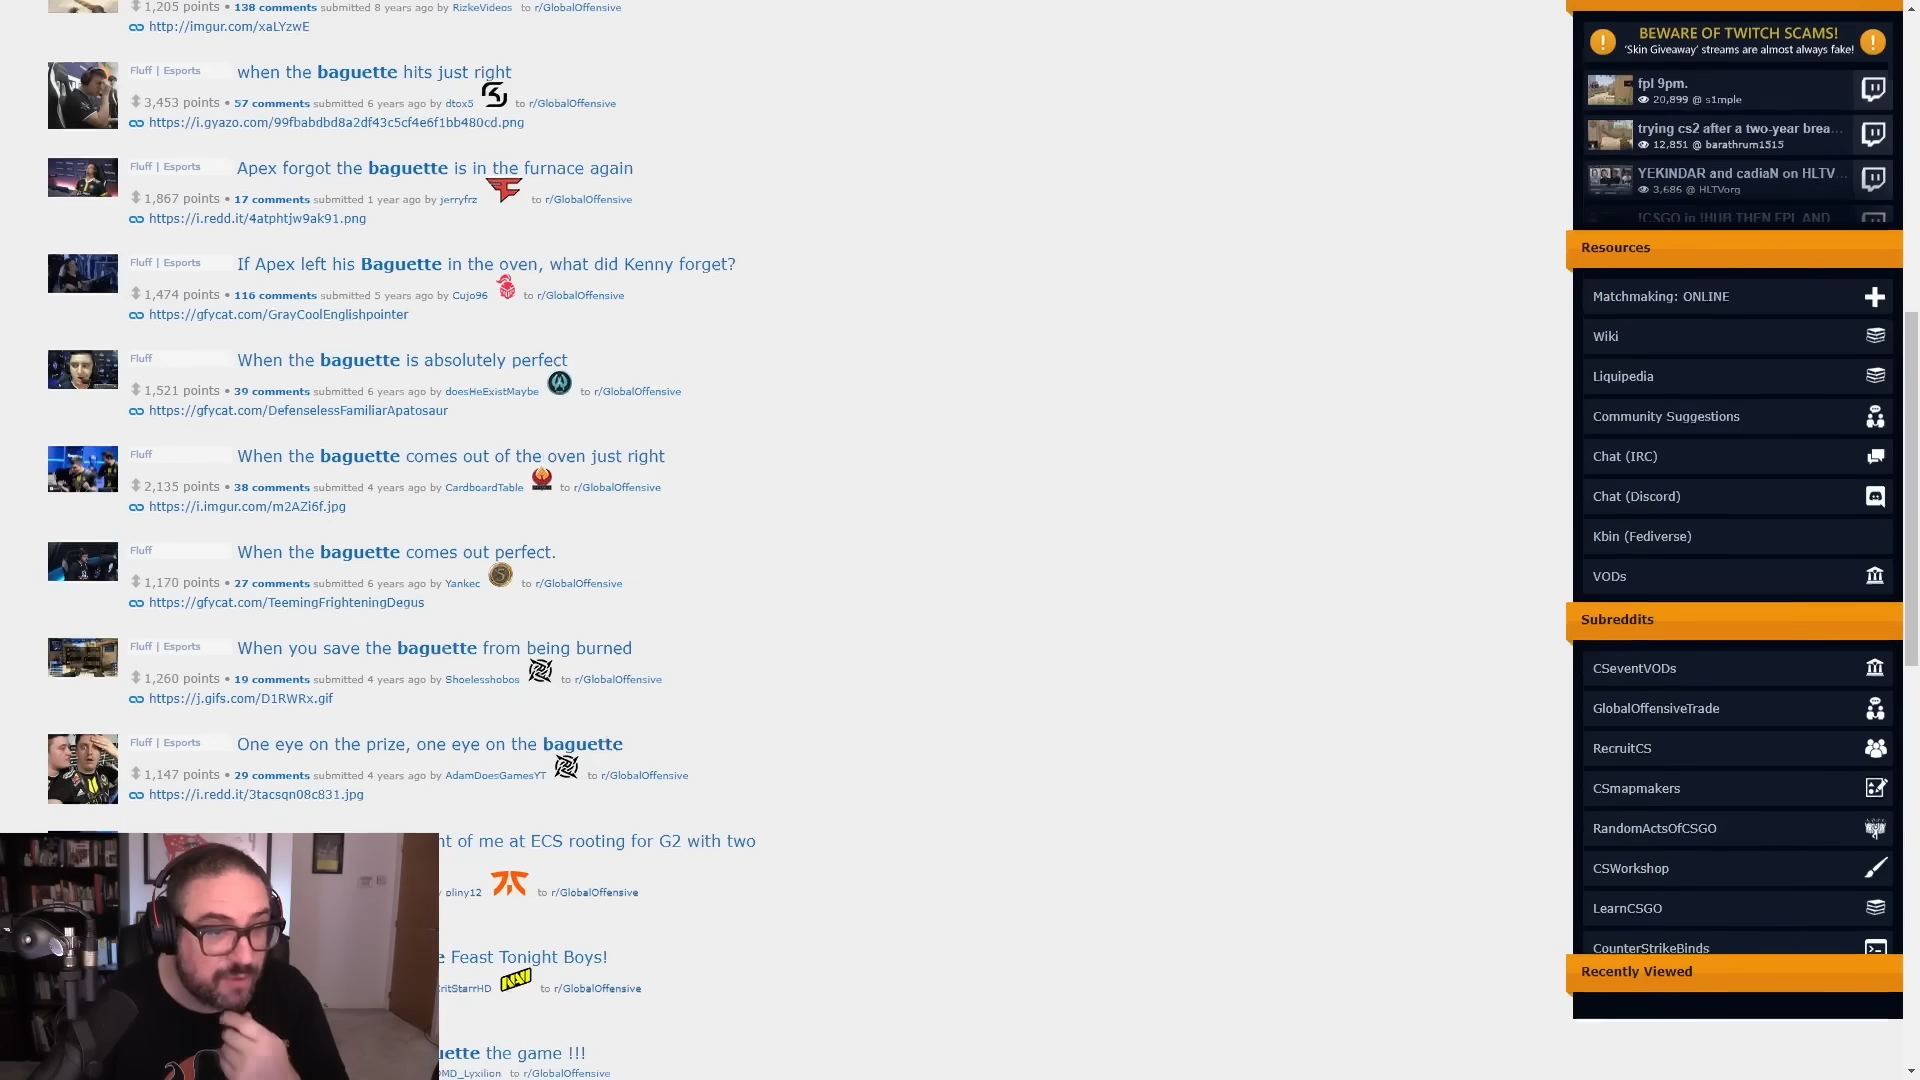 1,205 points • 138 comments submitted 8 years ago by RizkeVideos to r/GlobalOffensive
http://imgur.com/xaLYzwE
Fluff | Esports when the baguette hits just right
3,453 points • 57 comments submitted 6 years ago by dtox5 to r/GlobalOffensive
https://i.gyazo.com/99fbabdbd8a2df43c5cf4e6f1bb480cd.png
Fluff | Esports Apex forgot the baguette is in the furnace again
1,867 points • 17 comments submitted 1 year ago by jerryfrz to r/GlobalOffensive
https://i.redd.it/4atphtjw9ak91.png
Fluff | Esports If Apex left his Baguette in the oven, what did Kenny forget?
1,474 points • 116 comments submitted 5 years ago by Cujo96 to r/GlobalOffensive
https://gfycat.com/GrayCoolEnglishpointer
Fluff When the baguette is absolutely perfect
1,521 points • 39 comments submitted 6 years ago by doesHeExistMaybe to r/GlobalOffensive
https://gfycat.com/DefenselessFamiliarApatosaur
Fluff When the baguette comes out of the oven just right
2,135 points • 38 comments submitted 4 years ago by CardboardTable to r/GlobalOffensive
https://i.imgur.com/m2AZi6f.jpg
Fluff When the baguette comes out perfect.
1,170 points • 27 comments submitted 6 years ago by Yankec to r/GlobalOffensive
https://gfycat.com/TeemingFrighteningDegus
Fluff | Esports When you save the baguette from being burned
1,260 points • 19 comments submitted 4 years ago by Shoelesshobos to r/GlobalOffensive
https://j.gifs.com/D1RWRx.gif
Fluff | Esports One eye on the prize, one eye on the baguette
1,147 points • 29 comments submitted 4 years ago by AdamDoesGamesYT to r/GlobalOffensive
https://i.redd.it/3tacsqn08c831.jpg
nt of me at ECS rooting for G2 with two
y pliny12 to r/GlobalOffensive
e Feast Tonight Boys!
CritStarrHD NAVI to r/GlobalOffensive
uette the game !!!
OMD_Lyxilion to r/GlobalOffensive
BEWARE OF TWITCH SCAMS!
'Skin Giveaway' streams are almost always fake!
fpl 9pm.
20,899 @ s1mple
trying cs2 after a two-year brea...
12,851 @ barathrum1515
YEKINDAR and cadiaN on HLTV...
3,686 @ HLTVorg
!CSGO in !HUB THEN FPL AND
Resources
Matchmaking: ONLINE
Wiki
Liquipedia
Community Suggestions
Chat (IRC)
Chat (Discord)
Kbin (Fediverse)
VODs
Subreddits
CSeventVODs
GlobalOffensiveTrade
RecruitCS
CSmapmakers
RandomActsOfCSGO
CSWorkshop
LearnCSGO
CounterStrikeBinds
Recently Viewed